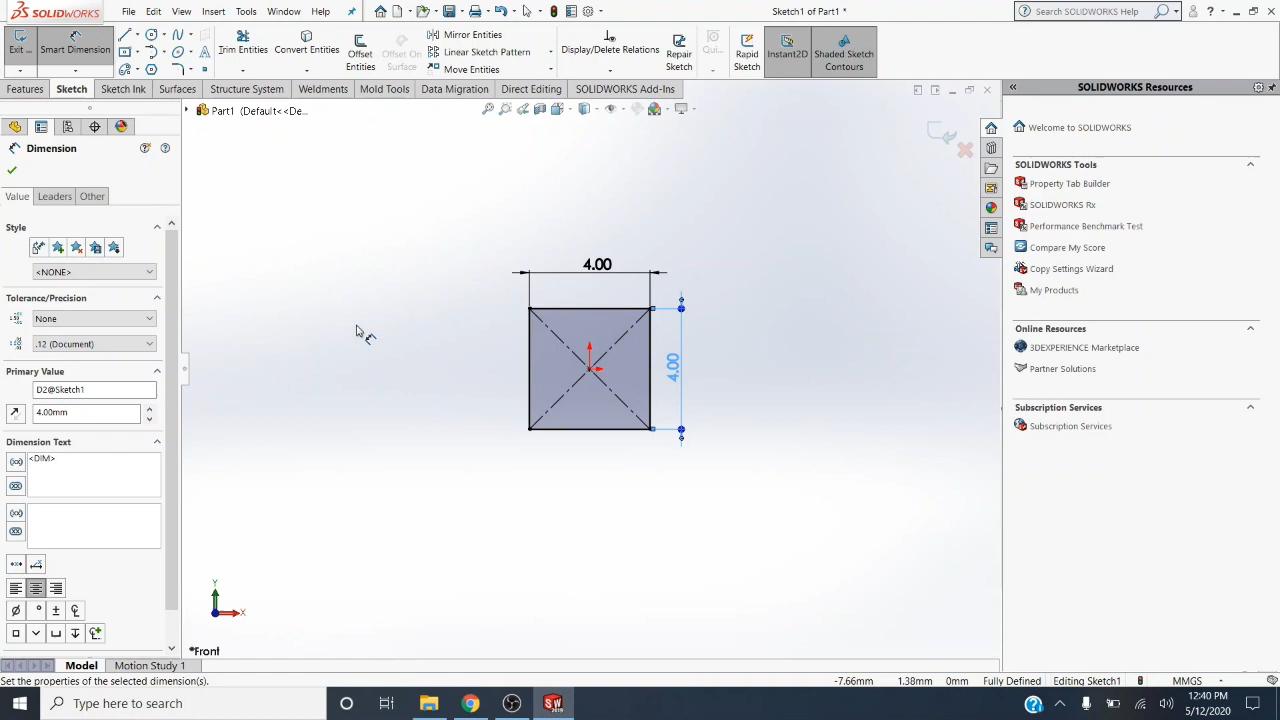 SOLIDWORKS File Edit View Insert Tools Window Help Sketch1 of Part1 * Search SOLIDWORKS Help
Exit ... Smart Dimension Trim Entities Convert Entities Offset Entities Offset On Surface Mirror Entities Linear Sketch Pattern Move Entities Display/Delete Relations Repair Sketch Qui... Rapid Sketch Instant2D Shaded Sketch Contours
Features Sketch Sketch Ink Surfaces Structure System Weldments Mold Tools Data Migration Direct Editing SOLIDWORKS Add-Ins
SOLIDWORKS Resources
Part1 (Default<<De...
Welcome to SOLIDWORKS
Dimension
SOLIDWORKS Tools
Property Tab Builder
Value Leaders Other
SOLIDWORKS Rx
Style
Performance Benchmark Test
Compare My Score
<NONE>
Copy Settings Wizard
My Products
4.00
Tolerance/Precision
None
Online Resources
.12 (Document)
3DEXPERIENCE Marketplace
Partner Solutions
4.00
Primary Value
D2@Sketch1
Subscription Services
4.00mm
Subscription Services
Dimension Text
<DIM>
Y
X
*Front
Model Motion Study 1
Set the properties of the selected dimension(s). -7.66mm 1.38mm 0mm Fully Defined Editing Sketch1 MMGS
Type here to search
SW
2019
12:40 PM
5/12/2020